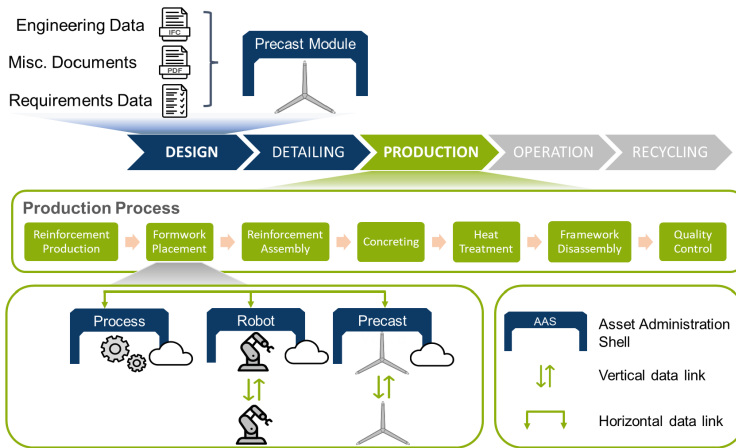 Engineering Data
IFC
Misc. Documents
PDF
Requirements Data
Precast Module
DESIGN
DETAILING
PRODUCTION
OPERATION
RECYCLING
Production Process
Reinforcement
Production
Formwork
Placement
Reinforcement
Assembly
Concreting
Heat
Treatment
Framework
Disassembly
Quality
Control
Process
Robot
Precast
AAS
Asset Administration
Shell
Vertical data link
Horizontal data link